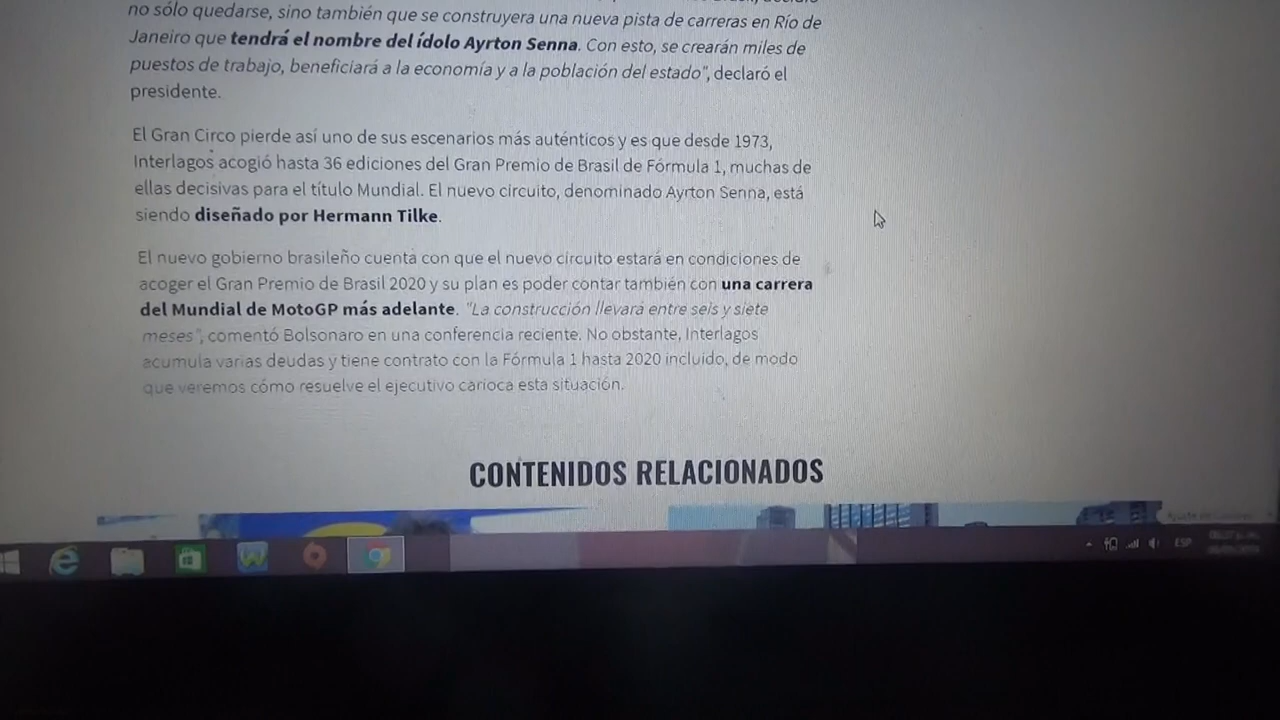 no sólo quedarse, sino también que se construyera una nueva pista de carreras en Río de
Janeiro que tendrá el nombre del ídolo Ayrton Senna. Con esto, se crearán miles de
puestos de trabajo, beneficiará a la economía y a la población del estado", declaró el
presidente.
El Gran Circo pierde así uno de sus escenarios más auténticos y es que desde 1973,
Interlagos acogió hasta 36 ediciones del Gran Premio de Brasil de Fórmula 1, muchas de
ellas decisivas para el título Mundial. El nuevo circuito, denominado Ayrton Senna, está
siendo diseñado por Hermann Tilke.
El nuevo gobierno brasileño cuenta con que el nuevo circuito estará en condiciones de
acoger el Gran Premio de Brasil 2020 y su plan es poder contar también con una carrera
del Mundial de MotoGP más adelante. "La construcción llevará entre seis y siete
meses", comentó Bolsonaro en una conferencia reciente. No obstante, Interlagos
acumula varias deudas y tiene contrato con la Fórmula 1 hasta 2020 incluido, de modo
que veremos cómo resuelve el ejecutivo carioca esta situación.
CONTENIDOS RELACIONADOS
ESP